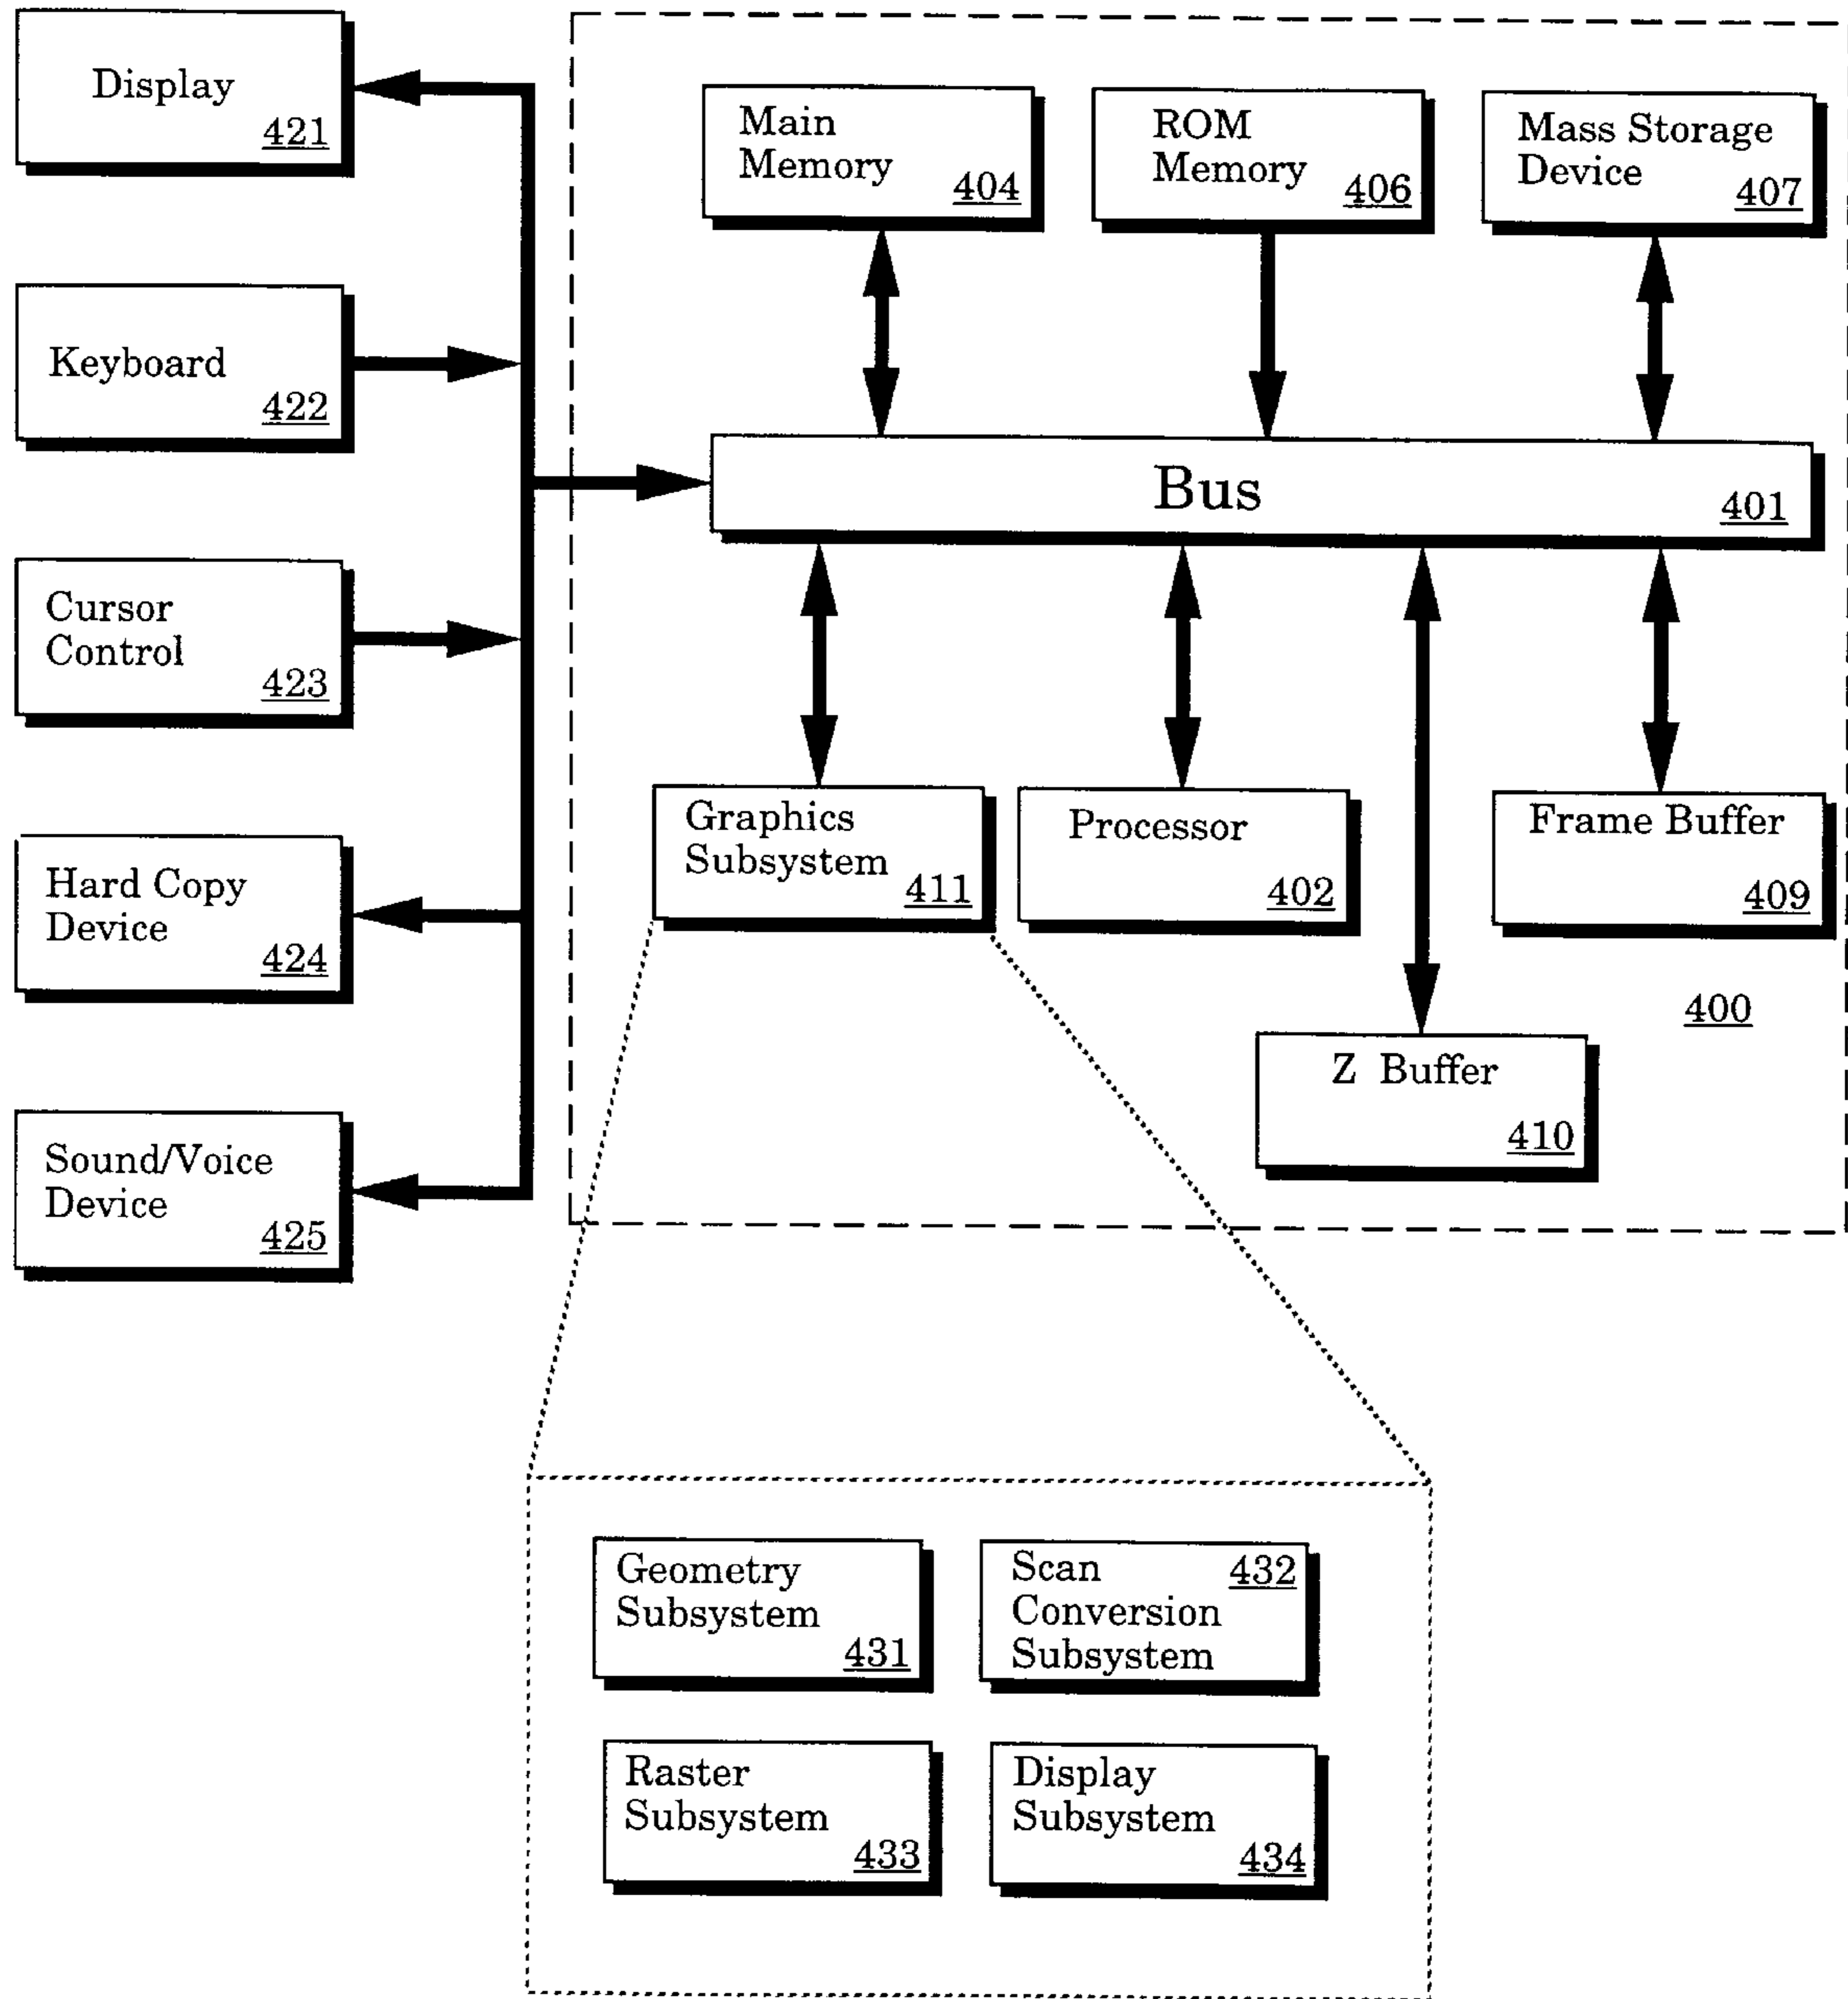 Display
421
Keyboard
422
Cursor
Control
423
Hard Copy
Device
424
Sound/Voice
Device
425
Main
Memory
404
ROM
Memory
406
Mass Storage
Device
407
Bus
401
Graphics
Subsystem
411
Processor
402
Frame Buffer
409
400
Z Buffer
410
Geometry
Subsystem
431
Scan
Conversion
Subsystem
432
Raster
Subsystem
433
Display
Subsystem
434